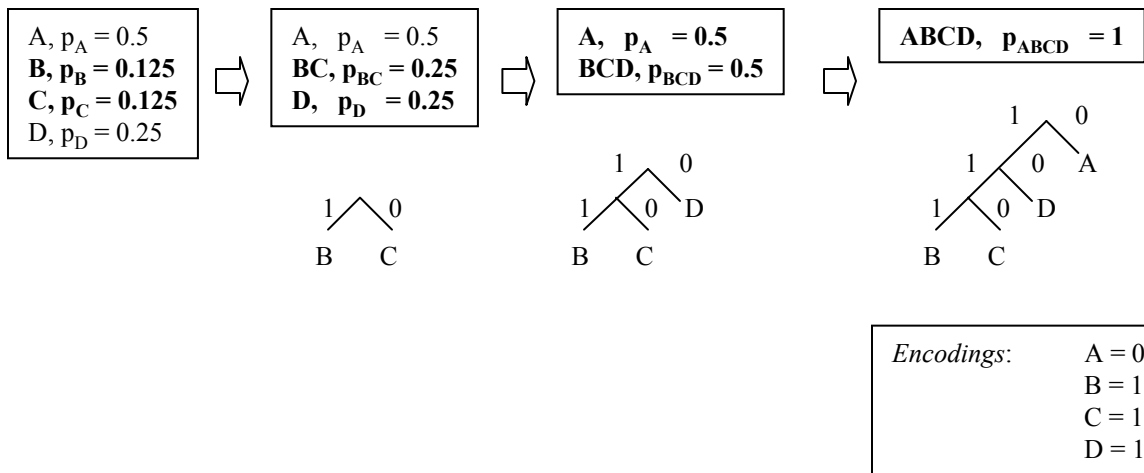 A, pA = 0.5
B, pB = 0.125
C, pC = 0.125
D, pD = 0.25
A, pA = 0.5
BC, pBC = 0.25
D, pD = 0.25
A, pA = 0.5
BCD, pBCD = 0.5
ABCD, pABCD = 1
1 0
B C
1 0
1 0 D
B C
1 0
1 0 A
1 0 D
B C
Encodings: A = 0
B = 1
C = 1
D = 1